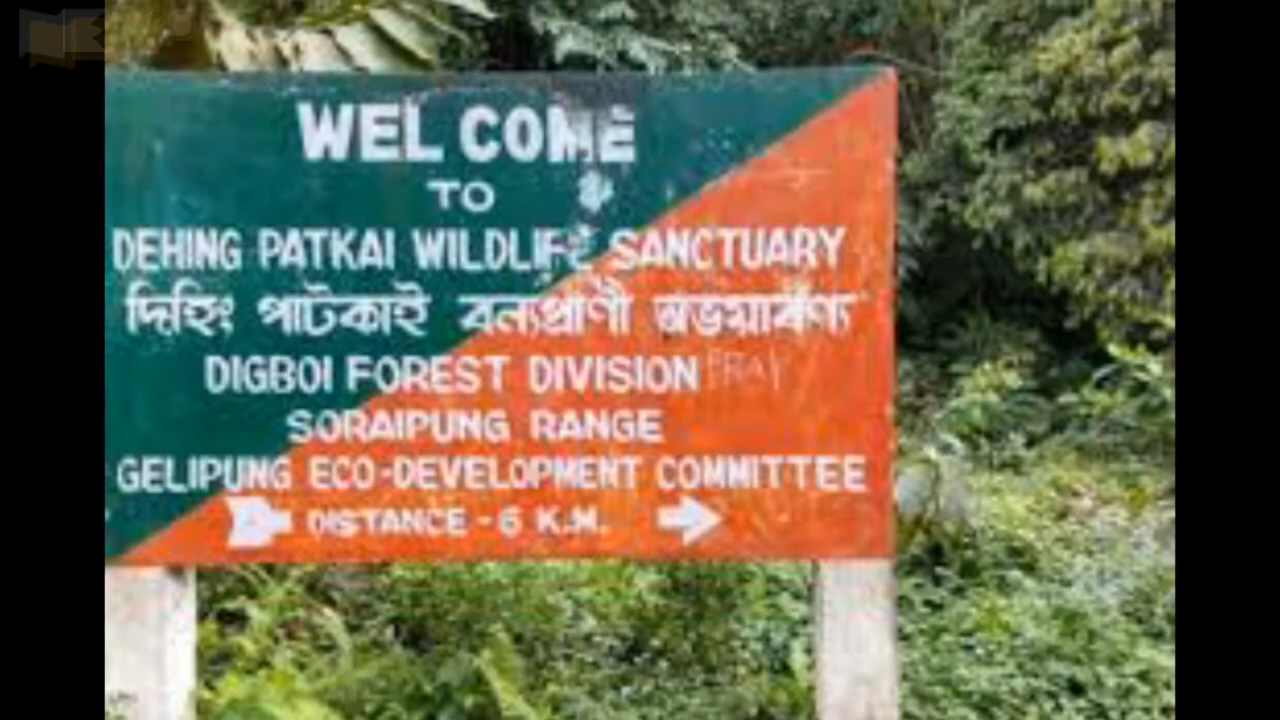 WEL COME
TO
DEHING PATKAI WILDLIFE SANCTUARY
দিহিং পাটকাই বন্যপ্ৰাণী অভয়াৰণ্য
DIGBOI FOREST DIVISION
SORAIPUNG RANGE
GELIPUNG ECO-DEVELOPMENT COMMITTEE
DISTANCE - 6 K.M.